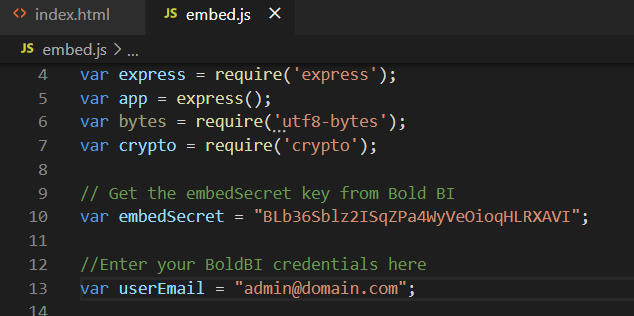 <> index.html JS embed.js ×
JS embed.js > ...
4 var express = require('express');
5 var app = express();
6 var bytes = require('utf8-bytes');
7 var crypto = require('crypto');
8
9 // Get the embedSecret key from Bold BI
10 var embedSecret = "BLb36Sblz2ISqZPa4WyVeOioqHLRXAVI";
11
12 //Enter your BoldBI credentials here
13 var userEmail = "admin@domain.com";
14